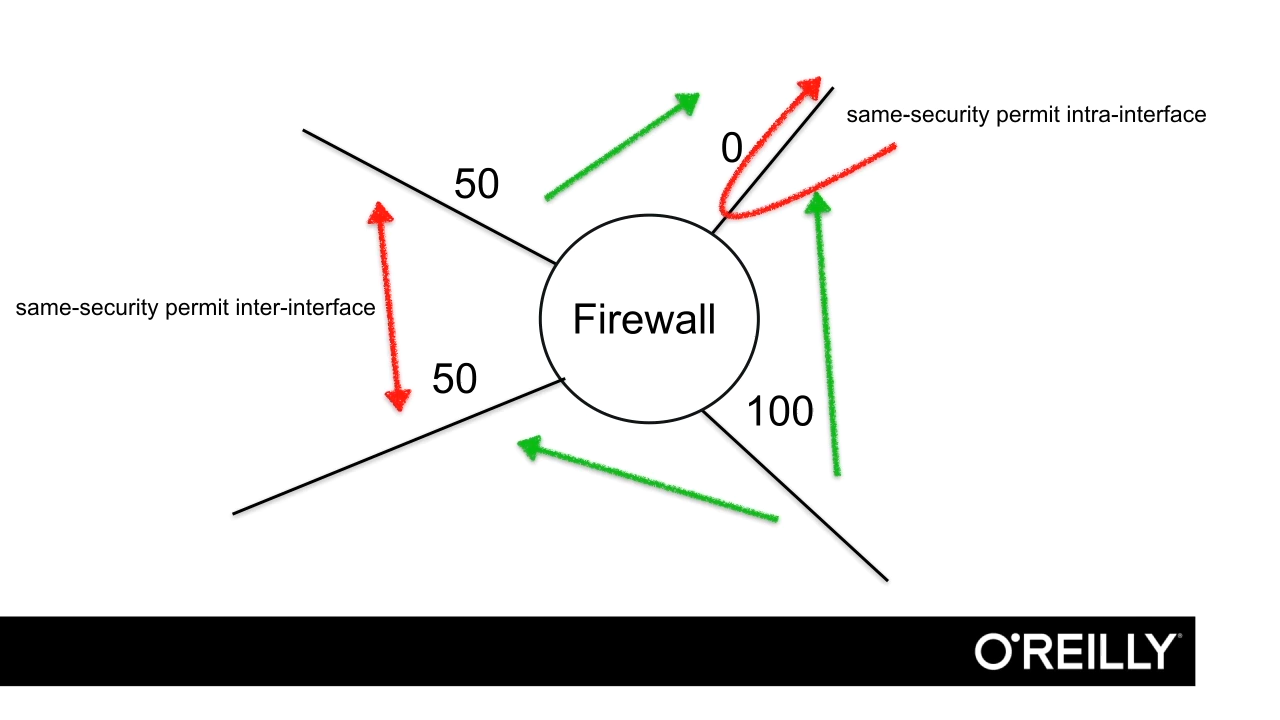 same-security permit intra-interface
0
50
same-security permit inter-interface
Firewall
50
100
O'REILLY®